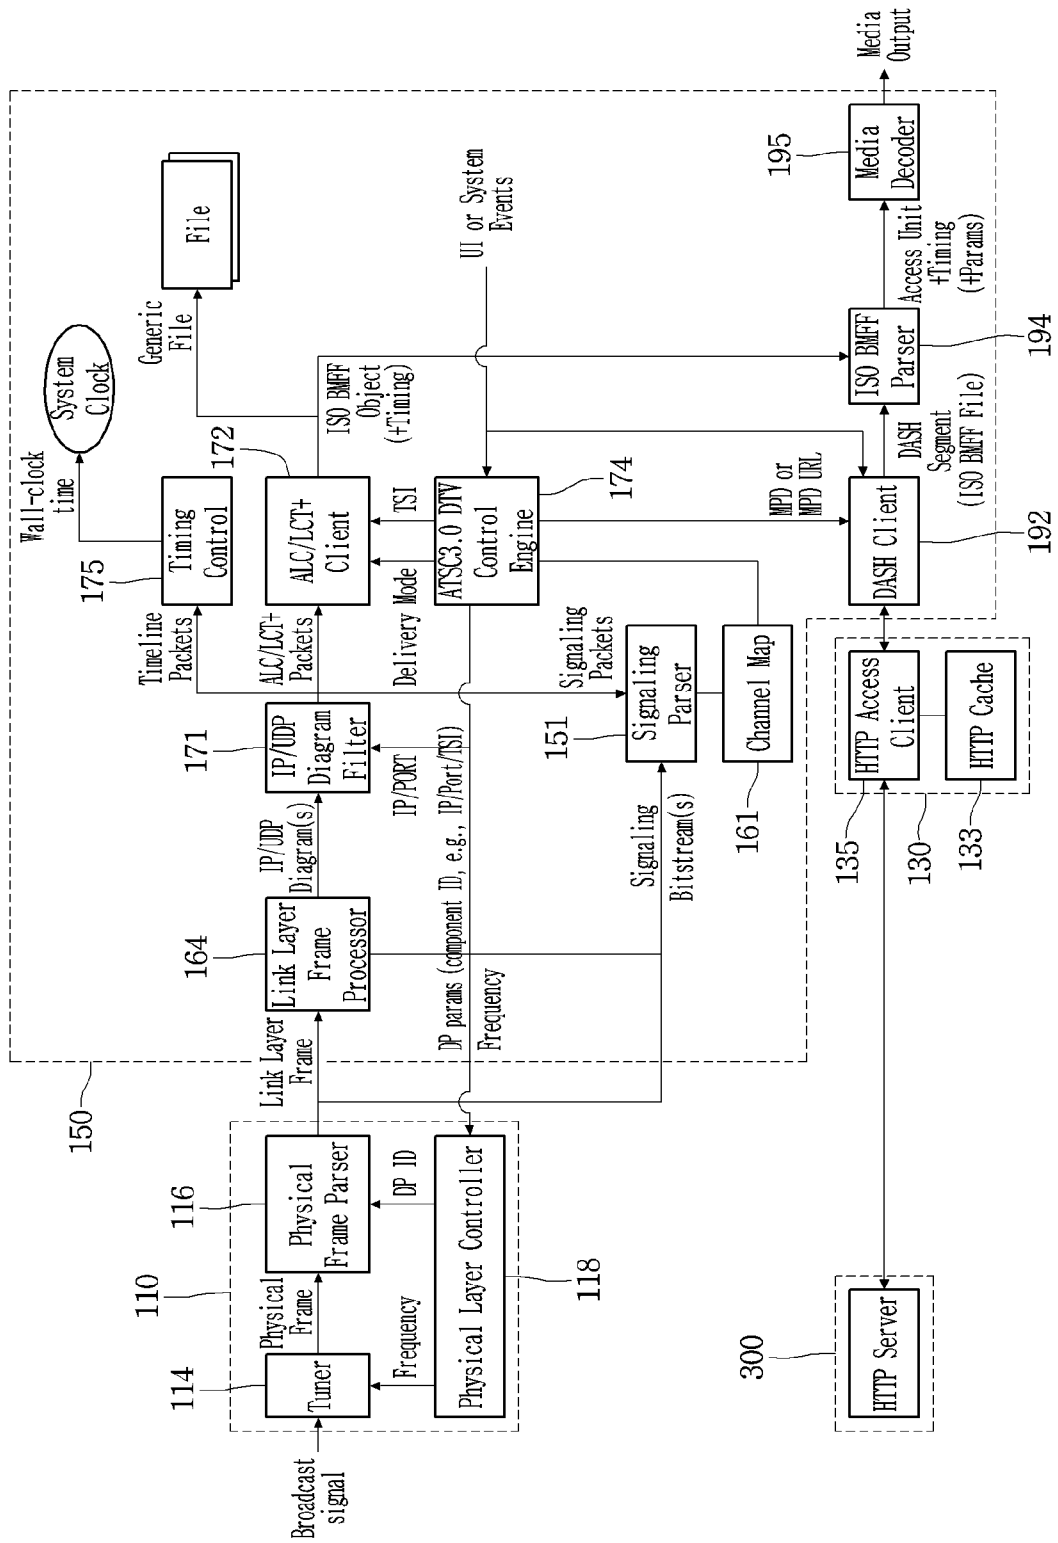 Wall-clock
time
System
Clock
Generic
File
File
175
Timing
Control
Timeline
Packets
172
ALC/LCT+
Client
ALC/LCT+
Packets
ISO BMFF
Object
(+Timing)
UI or System
Events
TSI
Delivery Mode
ATSC3.0 DTV
Control
Engine
174
171
IP/UDP
Diagram
Filter
IP/UDP
Diagram(s)
IP/PORT
164
Link Layer
Frame
Processor
Link Layer
Frame
DP params (component ID, e.g., IP/Port/TSI)
Frequency
Signaling
Packets
151
Signaling
Parser
Signaling
Bitstream(s)
161
Channel Map
MPD or
MPD URL
150
110
116
Physical
Frame Parser
Physical
Frame
114
Tuner
Broadcast
signal
DP ID
Frequency
Physical Layer Controller
118
195
Media
Decoder
Media
Output
Access Unit
+Timing
(+Params)
ISO BMFF
Parser
194
DASH
Segment
(ISO BMFF File)
DASH Client
192
135
HTTP Access
Client
130
HTTP Cache
133
300
HTTP Server